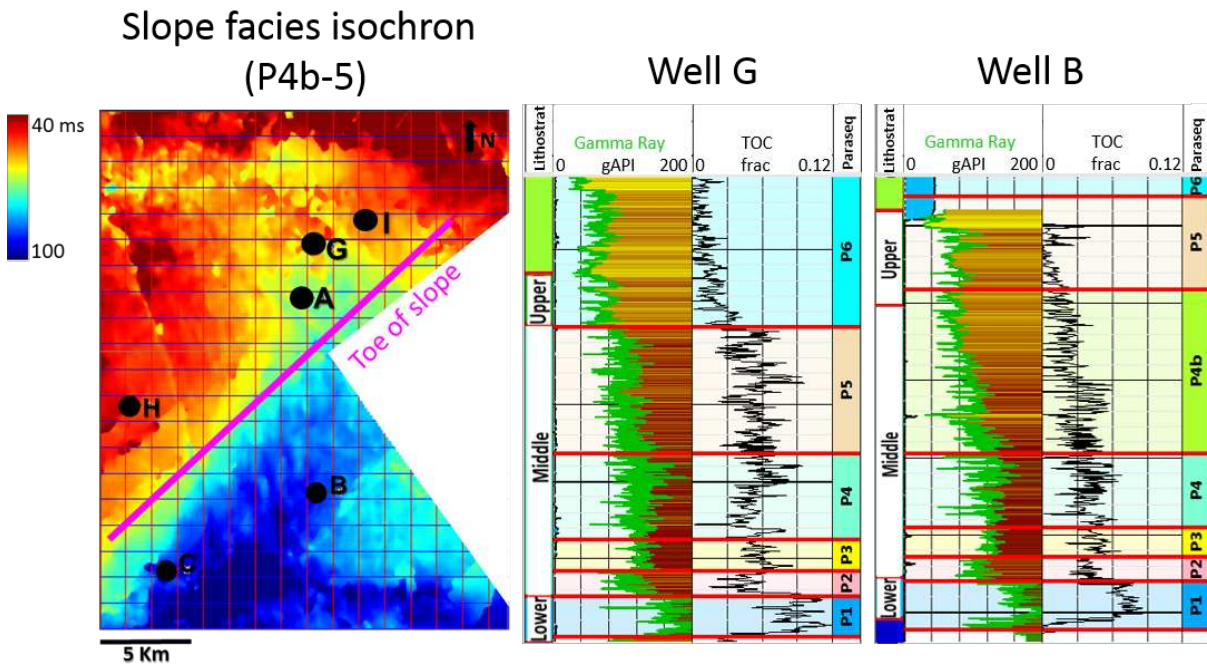 Slope facies isochron
(P4b-5)
40 ms
100
N
I
G
A
H
B
C
Toe of slope
5 Km
Well G
Lithostrat
Gamma Ray
0 gAPI 200
TOC
0 frac 0.12
Paraseq
Upper
Middle
Lower
P6
P5
P4
P3
P2
P1
Well B
Lithostrat
Gamma Ray
0 gAPI 200
TOC
0 frac 0.12
Paraseq
Upper
Middle
Lower
P6
P5
P4b
P4
P3
P2
P1